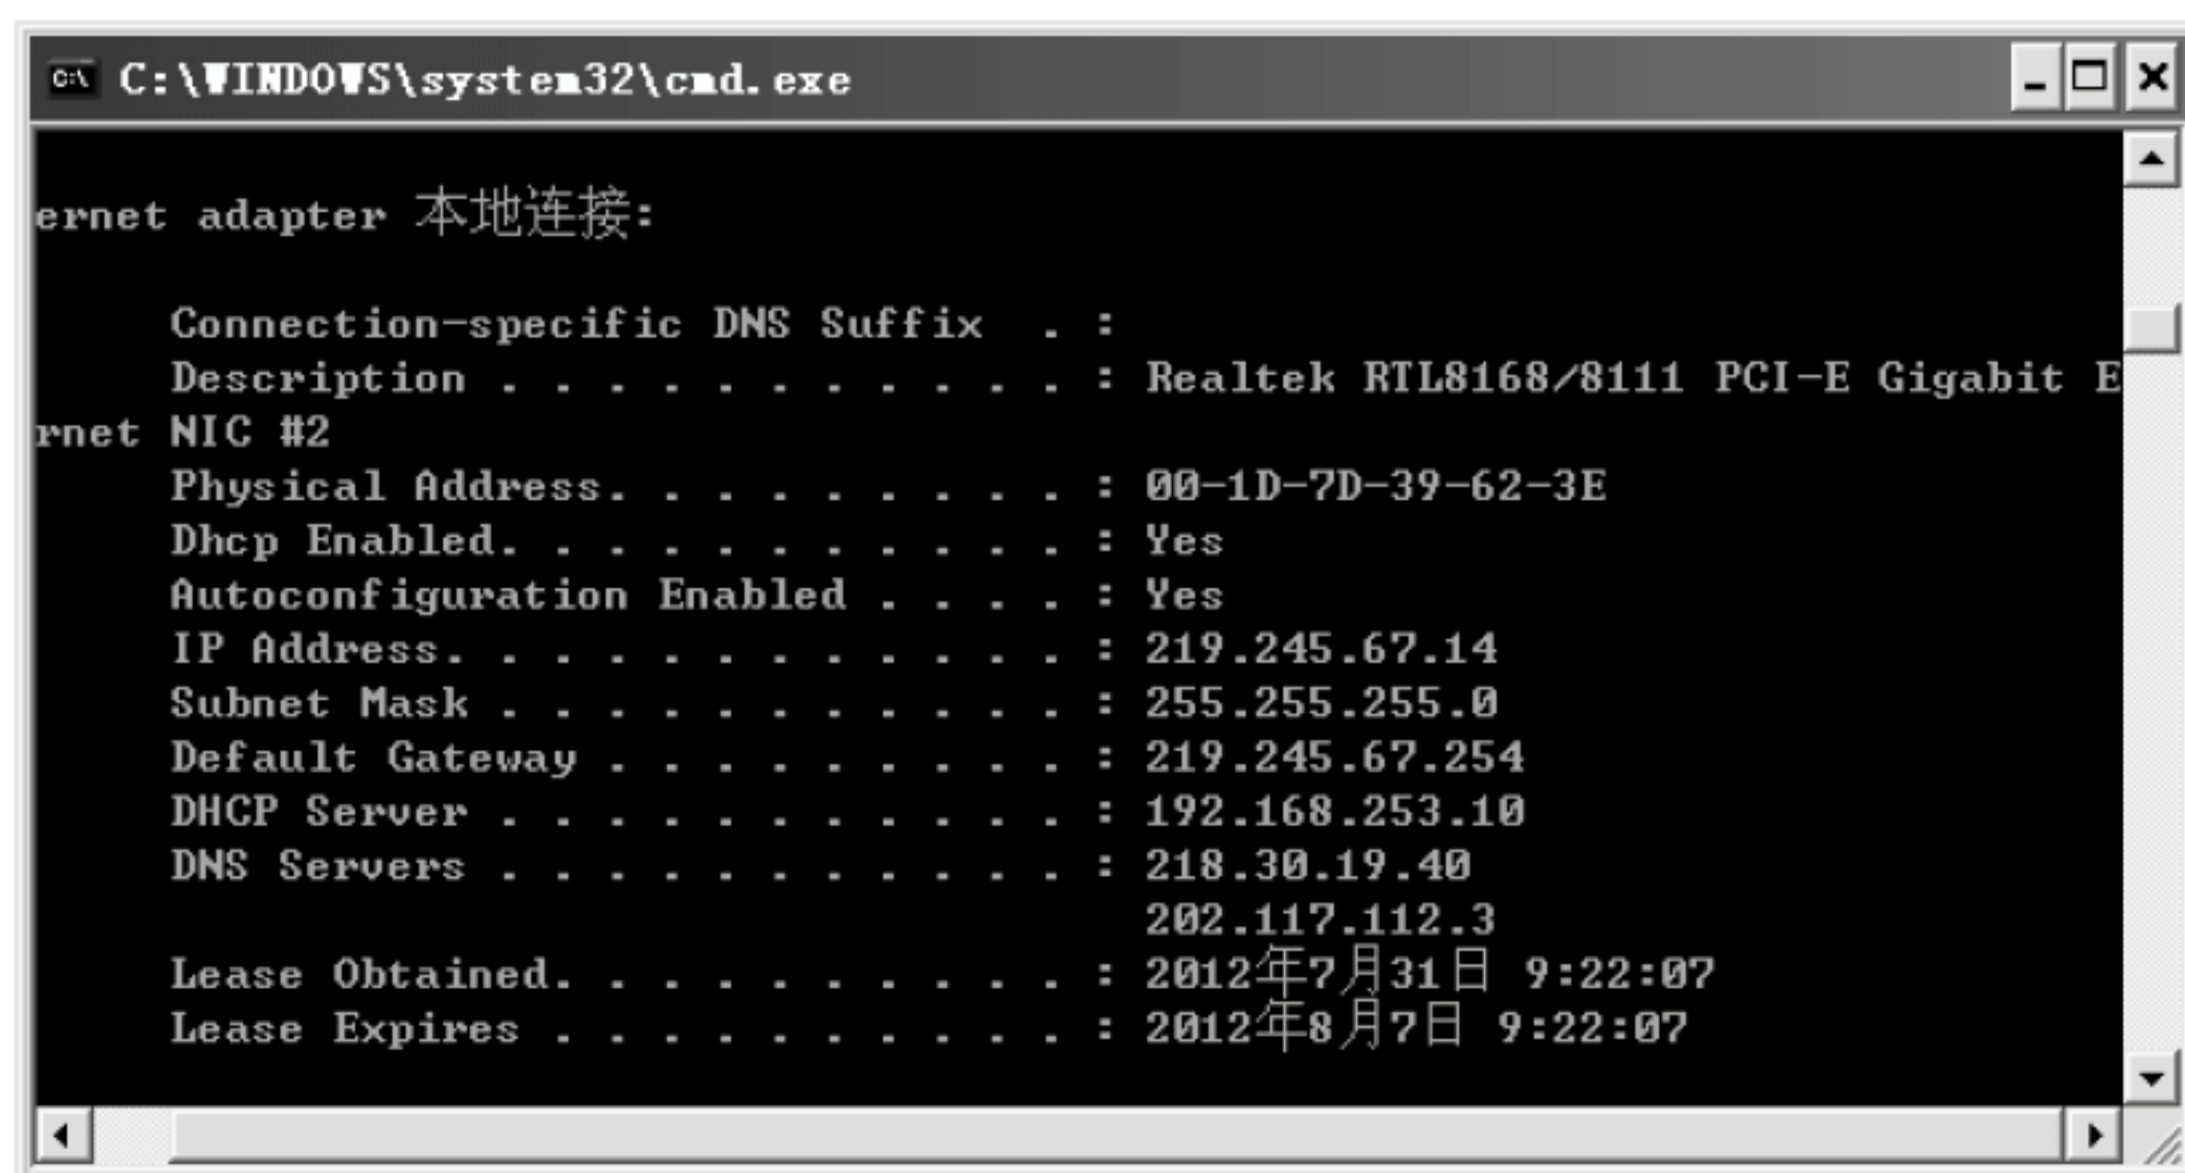 C:\WINDOWS\system32\cmd.exe
ernet adapter 本地连接:
Connection-specific DNS Suffix  . :
Description . . . . . . . . . . . : Realtek RTL8168/8111 PCI-E Gigabit E
rnet NIC #2
Physical Address. . . . . . . . . : 00-1D-7D-39-62-3E
Dhcp Enabled. . . . . . . . . . . : Yes
Autoconfiguration Enabled . . . . : Yes
IP Address. . . . . . . . . . . . : 219.245.67.14
Subnet Mask . . . . . . . . . . . : 255.255.255.0
Default Gateway . . . . . . . . . : 219.245.67.254
DHCP Server . . . . . . . . . . . : 192.168.253.10
DNS Servers . . . . . . . . . . . : 218.30.19.40
202.117.112.3
Lease Obtained. . . . . . . . . . : 2012年7月31日 9:22:07
Lease Expires . . . . . . . . . . : 2012年8月7日 9:22:07